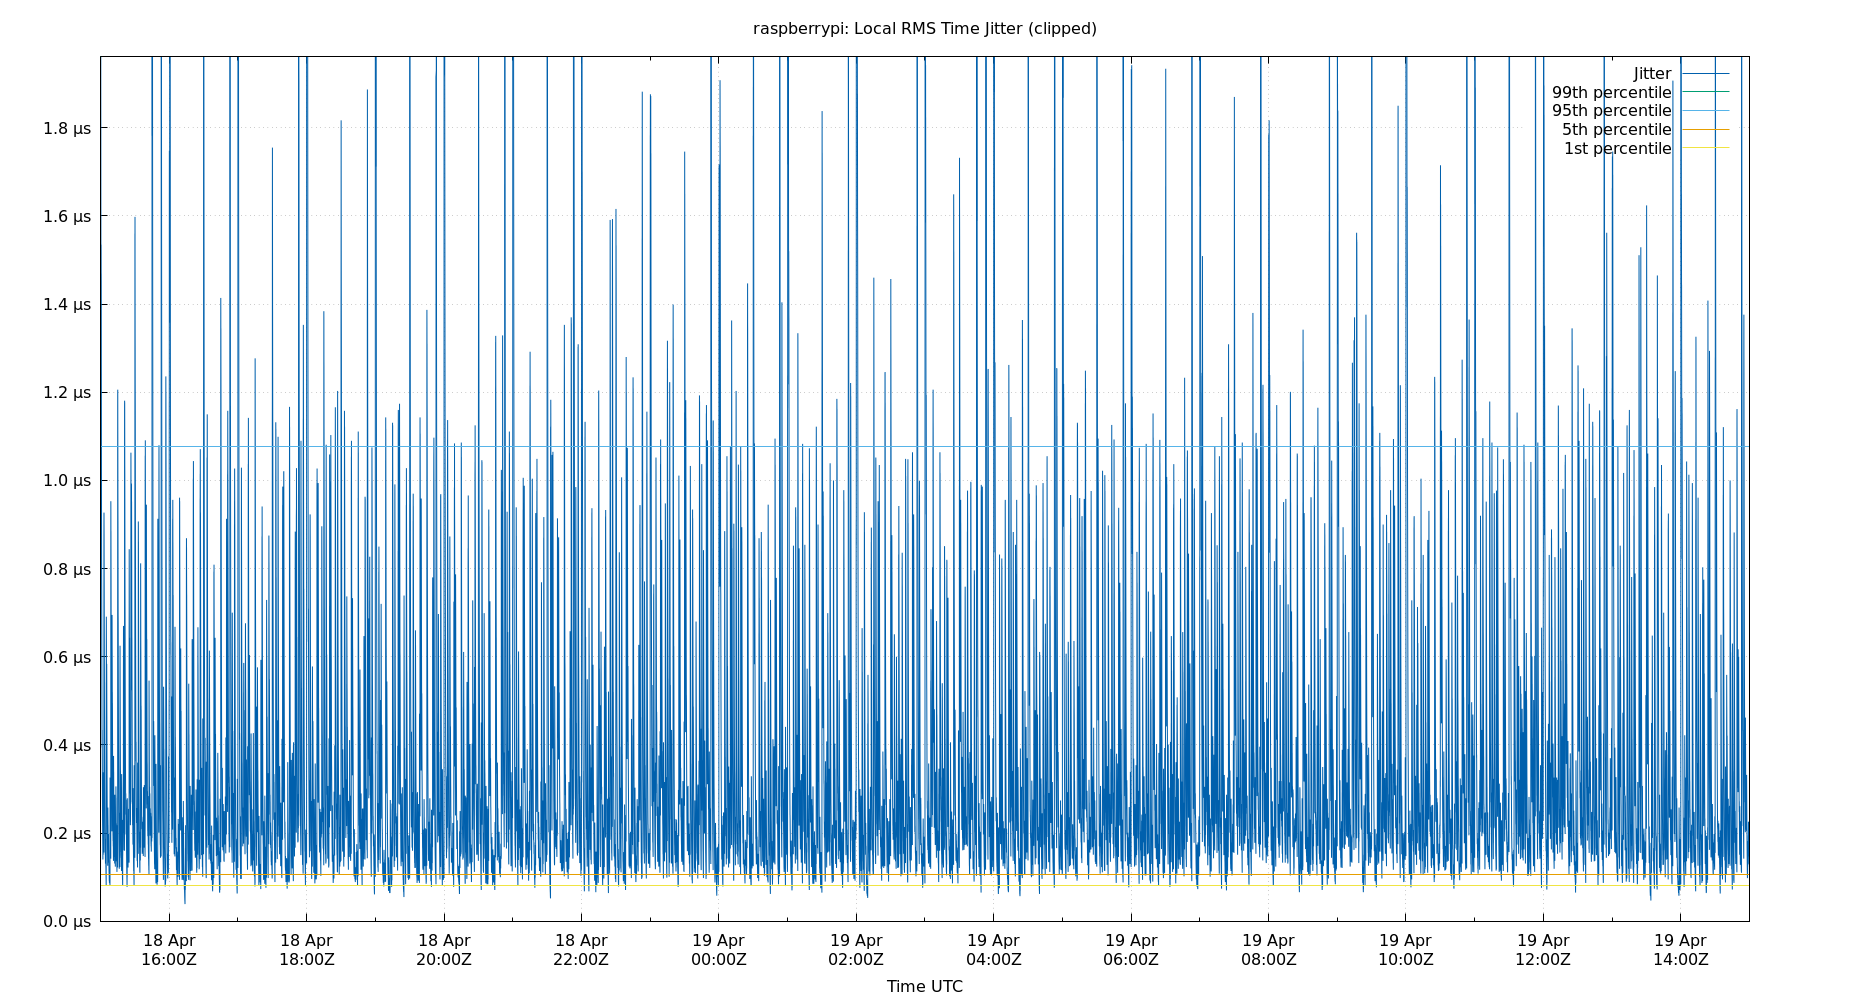 raspberrypi: Local RMS Time Jitter (clipped)
Jitter
99th percentile
95th percentile
5th percentile
1st percentile
1.8 µs
1.6 µs
1.4 µs
1.2 µs
1.0 µs
0.8 µs
0.6 µs
0.4 µs
0.2 µs
0.0 µs
18 Apr 18 Apr 18 Apr 18 Apr 19 Apr 19 Apr 19 Apr 19 Apr 19 Apr 19 Apr 19 Apr 19 Apr
16:00Z 18:00Z 20:00Z 22:00Z 00:00Z 02:00Z 04:00Z 06:00Z 08:00Z 10:00Z 12:00Z 14:00Z
Time UTC